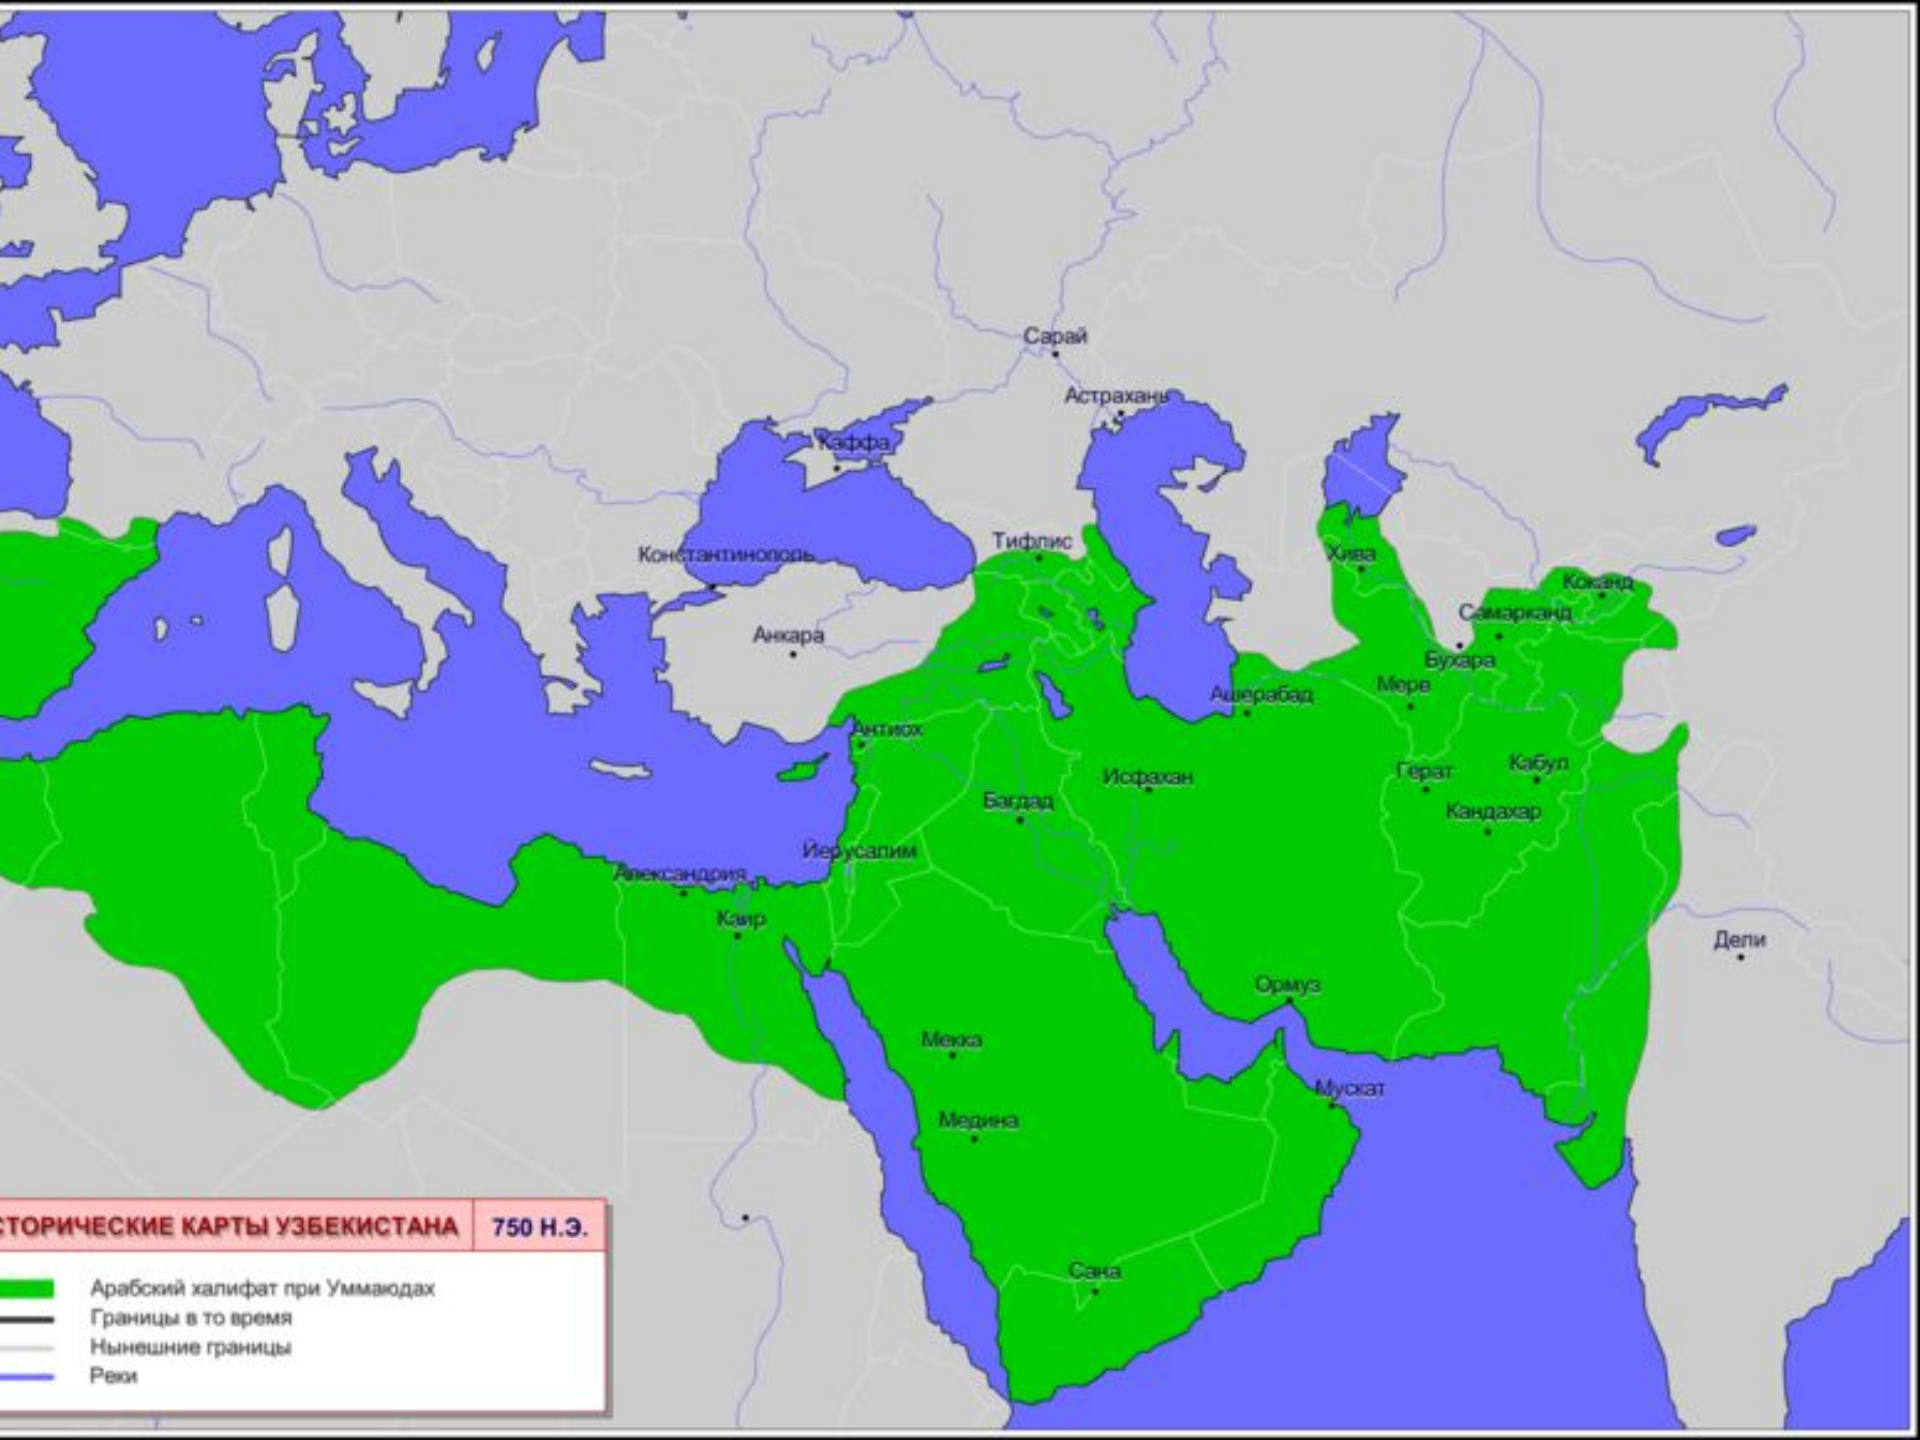 Сарай
Астрахань
Каффа
Константинополь
Тифлис
Хива
Коканд
Самарканд
Анкара
Бухара
Мерв
Ашерабад
Антиох
Исфахан
Герат
Кабул
Багдад
Кандахар
Йерусалим
Александрия
Каир
Дели
Ормуз
Мекка
Мускат
Медина
Сана
СТОРИЧЕСКИЕ КАРТЫ УЗБЕКИСТАНА 750 Н.Э.
Арабский халифат при Уммаюдах
Границы в то время
Нынешние границы
Реки